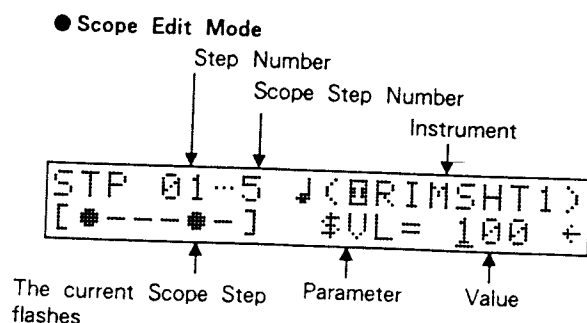 ● Scope Edit Mode
Step Number
Scope Step Number
Instrument
STP 01···5 ♩(0RIMSHT1)
[●---●-] $VL= 100 ←
The current Scope Step
flashes
Parameter
Value